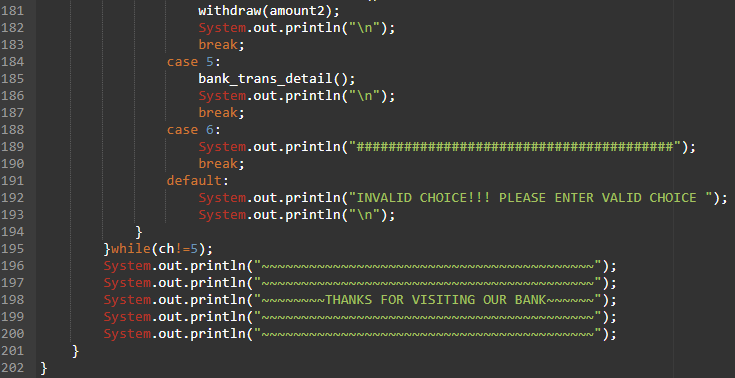 181 withdraw(amount2);
182 System.out.println("\n");
183 break;
184 case 5:
185 bank_trans_detail();
186 System.out.println("\n");
187 break;
188 case 6:
189 System.out.println("########################################");
190 break;
191 default:
192 System.out.println("INVALID CHOICE!!! PLEASE ENTER VALID CHOICE ");
193 System.out.println("\n");
194 }
195 }while(ch!=5);
196 System.out.println("~~~~~~~~~~~~~~~~~~~~~~~~~~~~~~~~~~~~~~~~~~");
197 System.out.println("~~~~~~~~~~~~~~~~~~~~~~~~~~~~~~~~~~~~~~~~~~");
198 System.out.println("~~~~~~~~THANKS FOR VISITING OUR BANK~~~~~~");
199 System.out.println("~~~~~~~~~~~~~~~~~~~~~~~~~~~~~~~~~~~~~~~~~~");
200 System.out.println("~~~~~~~~~~~~~~~~~~~~~~~~~~~~~~~~~~~~~~~~~~");
201 }
202 }